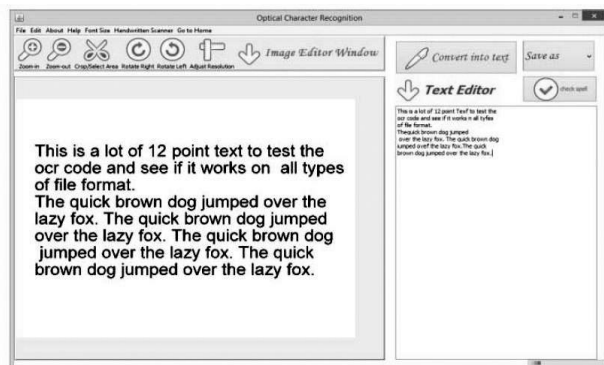 Optical Character Recognition
File Edit About Help Font Size Handwritten Scanner Go to Home
Zoom-in Zoom-out Crop/Select Area Rotate Right Rotate Left Adjust Resolution
Image Editor Window
Convert into text
Save as
Text Editor
check spell
This is a lot of 12 point text to test the
ocr code and see if it works on  all types
of file format.
The quick brown dog jumped over the
lazy fox. The quick brown dog jumped
over the lazy fox. The quick brown dog
 jumped over the lazy fox. The quick
brown dog jumped over the lazy fox.
This is a lot of 12 point Texf to test the
ocr code and see if it works n all tyfes
of file format.
Thequick brown dog jumped
 over the lazy fox. The quick brown dog
the lazy fox.The quick
brown dog jumped over the lazy fox.